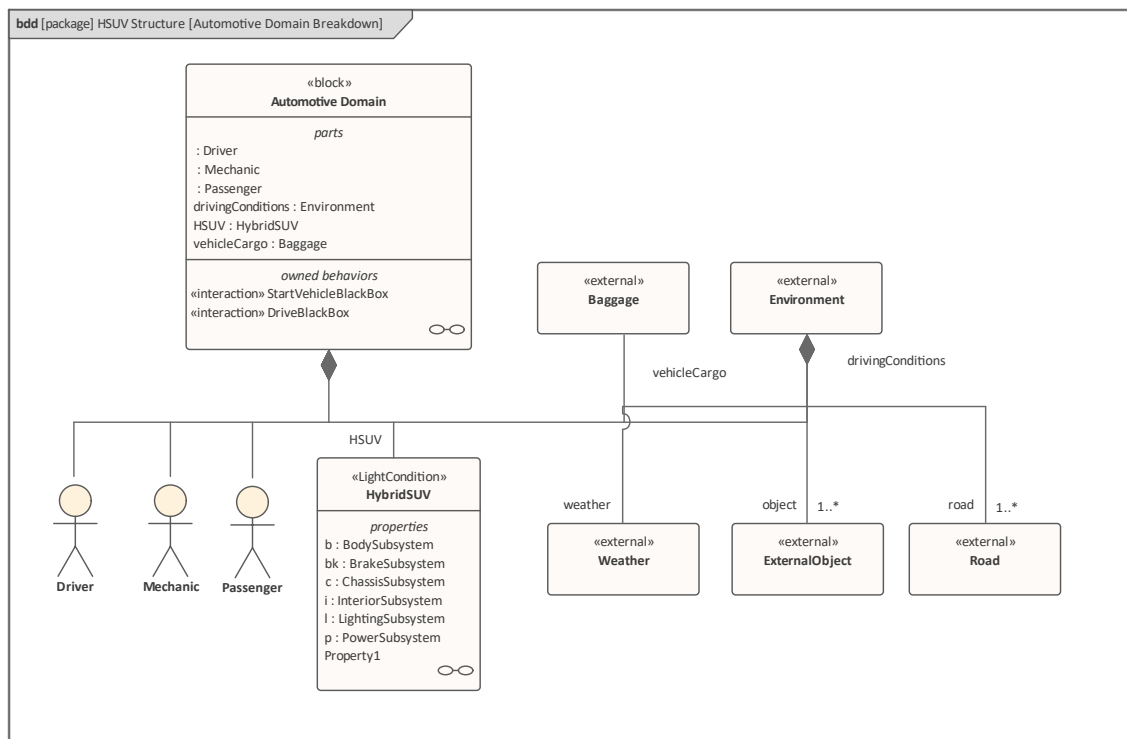 bdd [package] HSUV Structure [Automotive Domain Breakdown]
«block»
Automotive Domain
parts
: Driver
: Mechanic
: Passenger
drivingConditions : Environment
HSUV : HybridSUV
vehicleCargo : Baggage
owned behaviors
«interaction» StartVehicleBlackBox
«interaction» DriveBlackBox
«external»
Baggage
«external»
Environment
vehicleCargo
drivingConditions
HSUV
Driver
Mechanic
Passenger
«LightCondition»
HybridSUV
properties
b : BodySubsystem
bk : BrakeSubsystem
c : ChassisSubsystem
i : InteriorSubsystem
l : LightingSubsystem
p : PowerSubsystem
Property1
weather
«external»
Weather
object
1..*
«external»
ExternalObject
road
1..*
«external»
Road